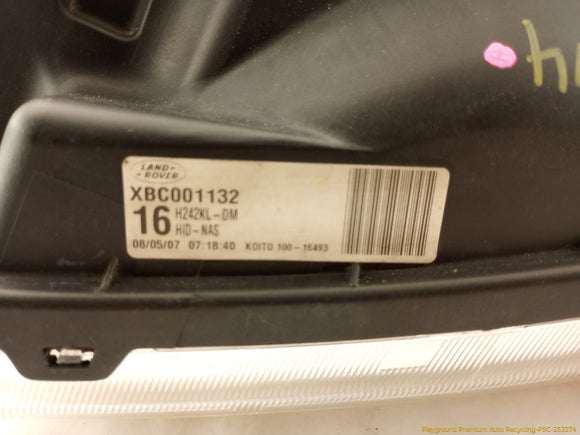 LAND-
-ROVER
XBC001132
16 H242KL-DM
HID-NAS
08/05/07 07:18:40 KOITO 100-16493
Playground Premium Auto Recycling-PSC-253374